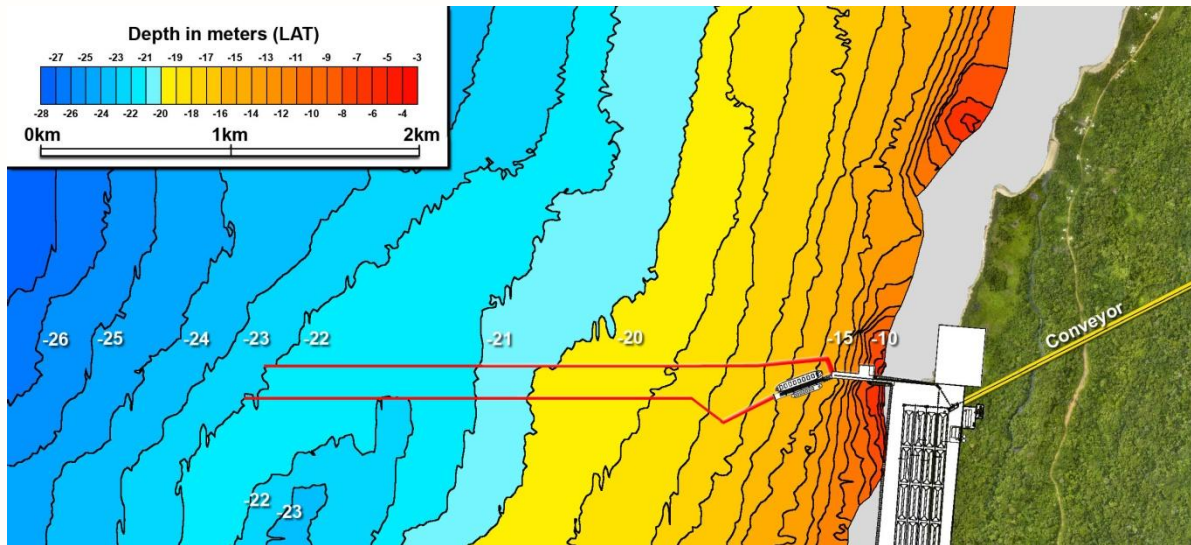 Depth in meters (LAT)
-27 -25 -23 -21 -19 -17 -15 -13 -11 -9 -7 -5 -3
-28 -26 -24 -22 -20 -18 -16 -14 -12 -10 -8 -6 -4
0km 1km 2km
Conveyor
-26 -25 -24 -23 -22 -21 -20 -15 -10
-22
-23